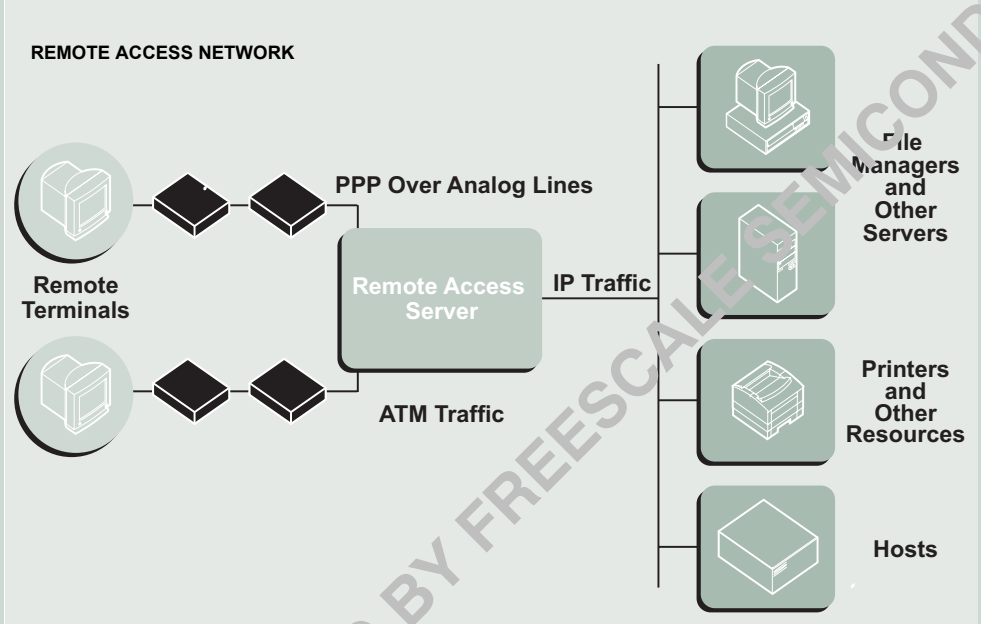 REMOTE ACCESS NETWORK
PPP Over Analog Lines
Remote
Terminals
Remote Access
Server
IP Traffic
ATM Traffic
File
Managers
and
Other
Servers
Printers
and
Other
Resources
Hosts
BY FREESCALE SEMICOND